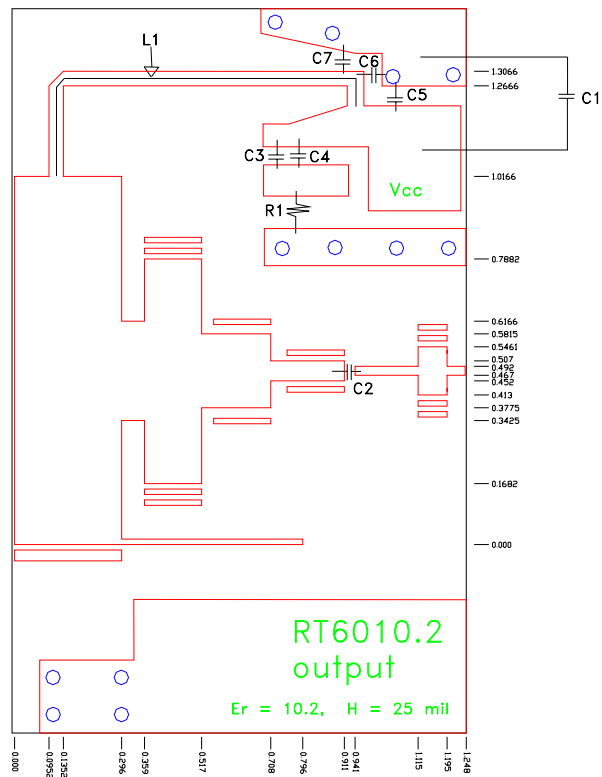 L1
C7
C6
C5
C1
1.3066
1.2666
C3
C4
1.0166
Vcc
R1
0.7882
0.6166
0.5815
0.5461
0.507
0.492
0.467
0.452
C2
0.413
0.3775
0.3425
0.1682
0.000
RT6010.2
output
Er = 10.2, H = 25 mil
0.000
0.0952
0.1352
0.296
0.359
0.517
0.708
0.796
0.911
0.941
1.115
1.195
1.248